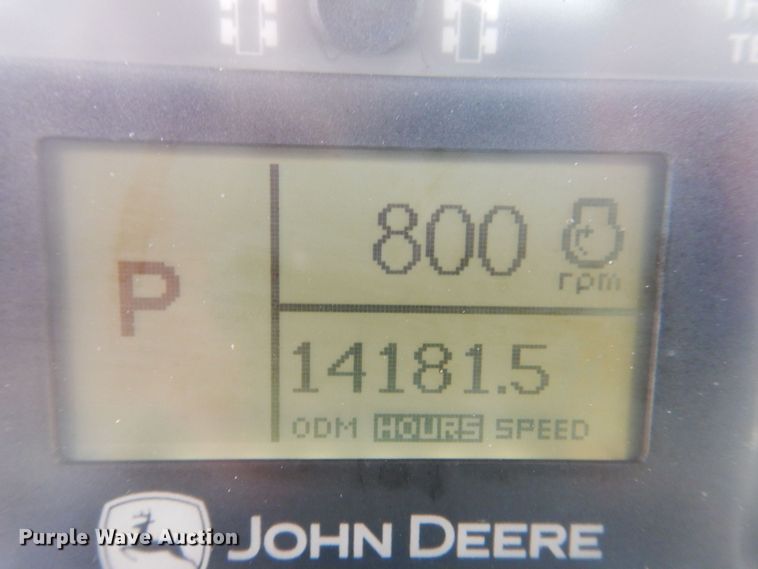 P
800
rpm
14181.5
ODM HOURS SPEED
JOHN DEERE
Purple Wave Auction